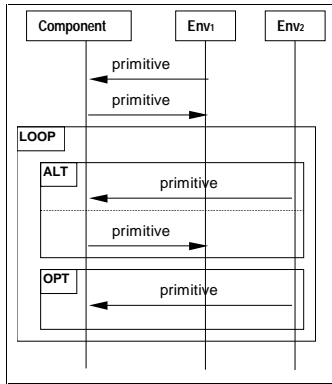 Component Env1 Env2
primitive
primitive
LOOP
ALT
primitive
primitive
OPT
primitive